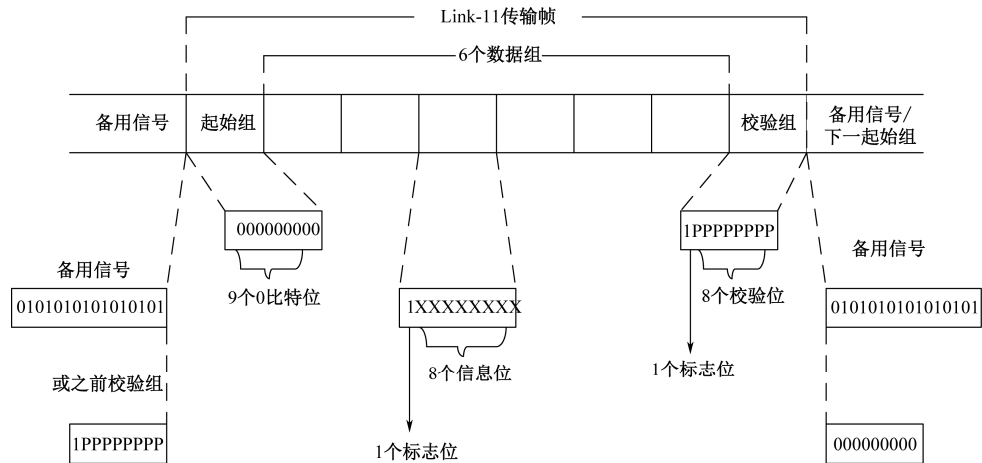 Link-11传输帧
6个数据组
备用信号
起始组
校验组
备用信号/
下一起始组
000000000
9个0比特位
1PPPPPPPP
8个校验位
备用信号
0101010101010101
备用信号
0101010101010101
1XXXXXXXX
8个信息位
1个标志位
或之前校验组
1PPPPPPPP
1个标志位
000000000